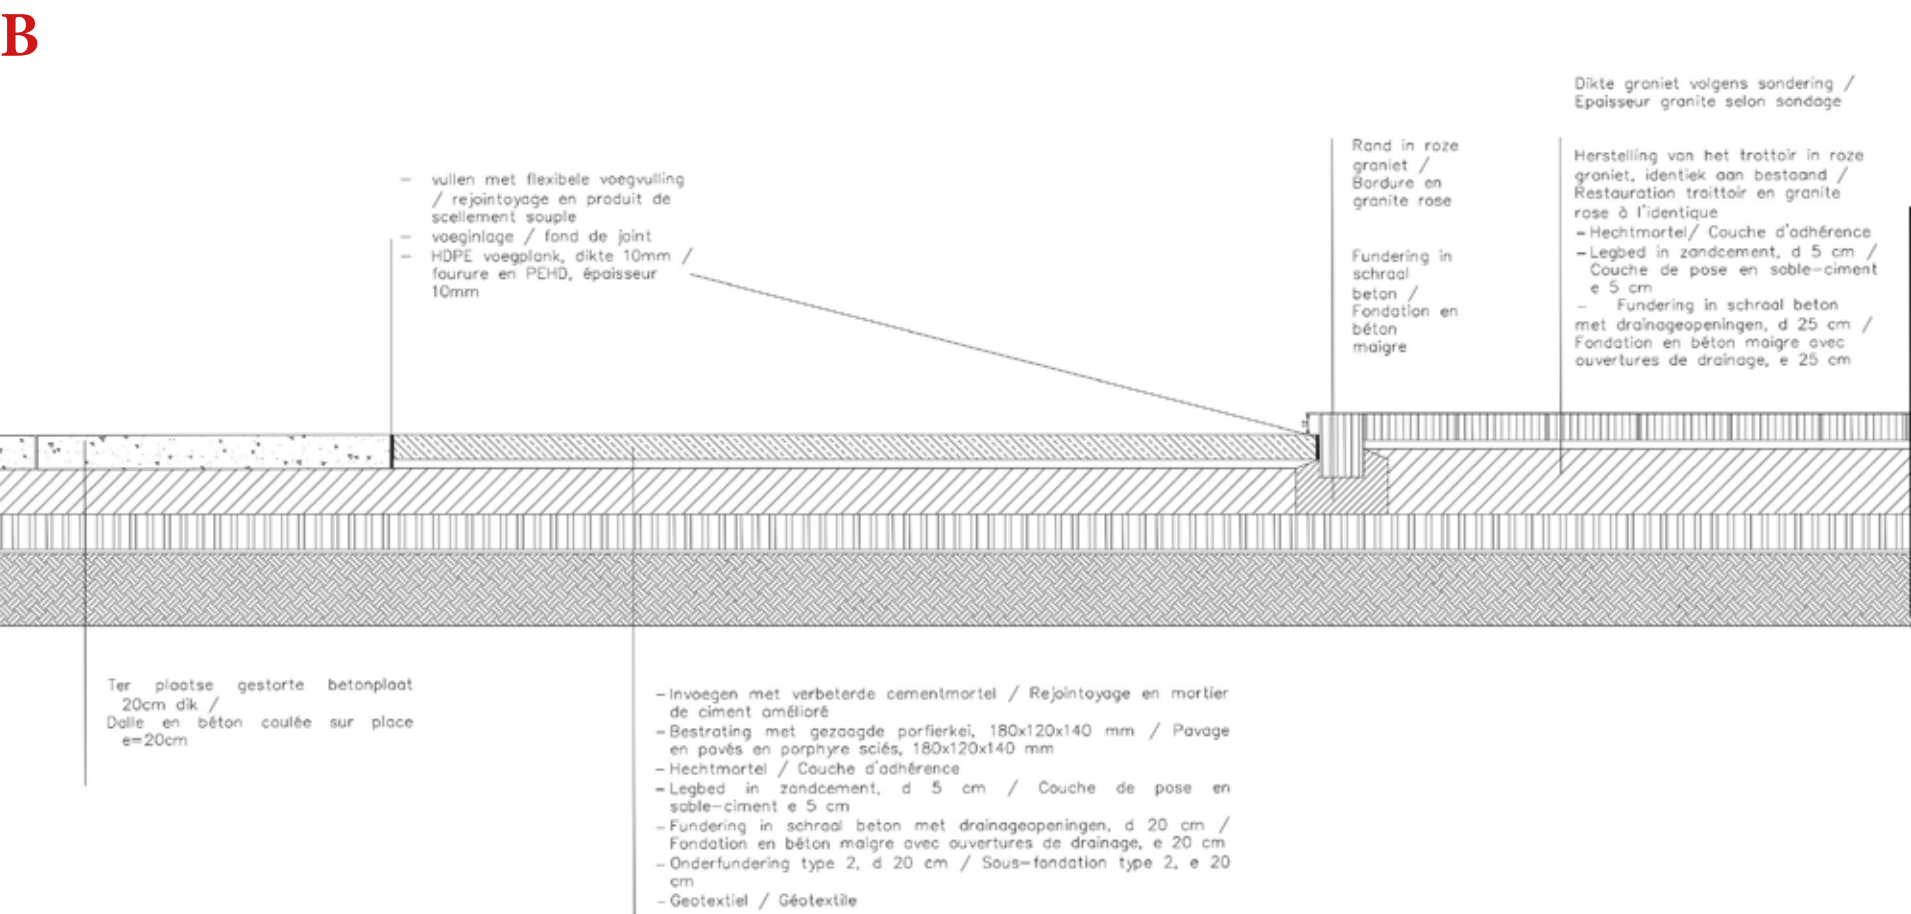 B
Dikte graniet volgens sondering /
Epaisseur granite selon sondage
Rand in roze
graniet /
Bordure en
granite rose
Fundering in
schraal
beton /
Fondation en
béton
maigre
Herstelling van het trottoir in roze
graniet, identiek aan bestaand /
Restauration troittoir en granite
rose à l'identique
- Hechtmortel/ Couche d'adhérence
- Legbed in zandcement, d 5 cm /
Couche de pose en sable-ciment
e 5 cm
- Fundering in schraal beton
met drainageopeningen, d 25 cm /
Fondation en béton maigre avec
ouvertures de drainage, e 25 cm
- vullen met flexibele voegvulling
/ rejointoyage en produit de
scellement souple
- voeginlage / fond de joint
- HDPE voegplank, dikte 10mm /
fourure en PEHD, épaisseur
10mm
Ter plaatse gestorte betonplaat
20cm dik /
Dalle en béton coulée sur place
e=20cm
- Invoegen met verbeterde cementmortel / Rejointoyage en mortier
de ciment amélioré
- Bestrating met gezaagde porfierkei, 180x120x140 mm / Pavage
en pavés en porphyre sciés, 180x120x140 mm
- Hechtmortel / Couche d'adhérence
- Legbed in zandcement, d 5 cm / Couche de pose en
sable-ciment e 5 cm
- Fundering in schraal beton met drainageopeningen, d 20 cm /
Fondation en béton maigre avec ouvertures de drainage, e 20 cm
- Onderfundering type 2, d 20 cm / Sous-fondation type 2, e 20
cm
- Geotextiel / Géotextile